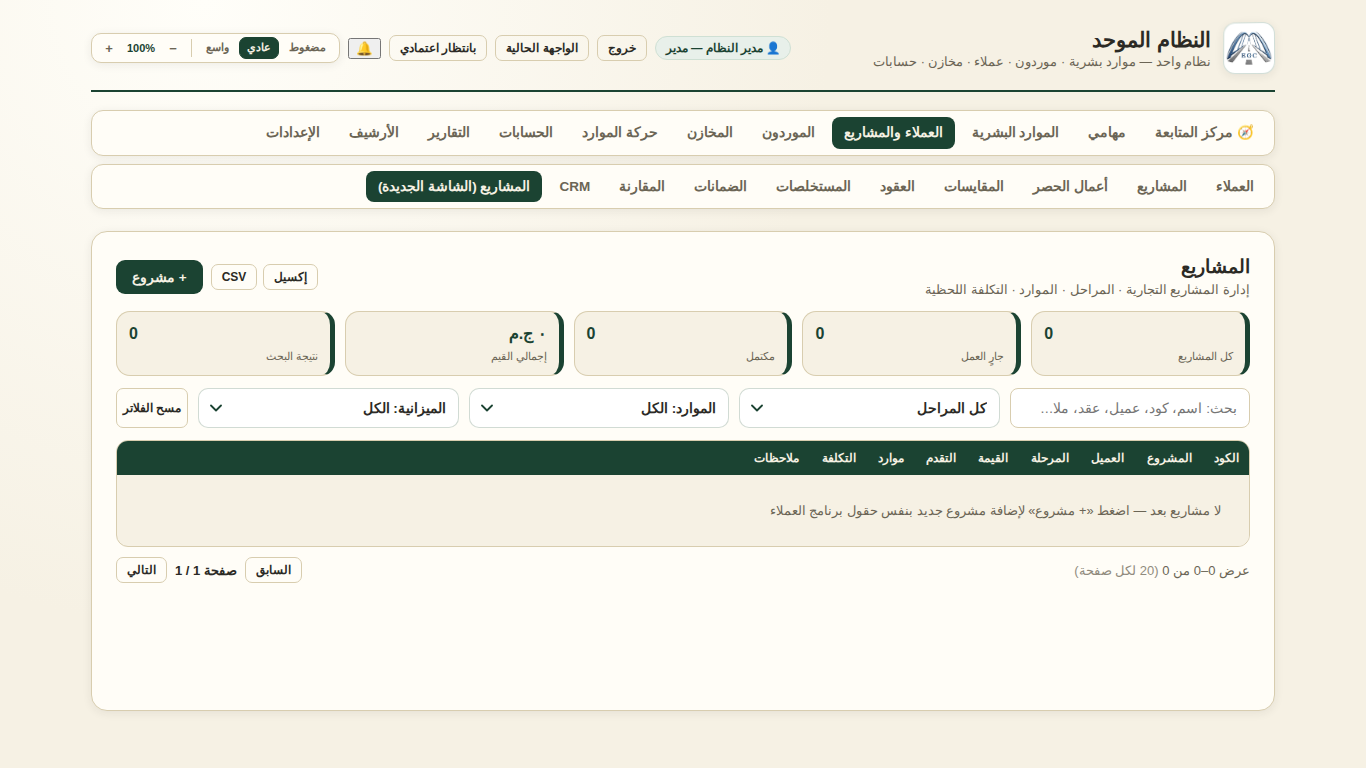 النظام الموحد
نظام واحد — موارد بشرية · موردون · عملاء · مخازن · حسابات
ROC
👤 مدير النظام — مدير
خروج
الواجهة الحالية
بانتظار اعتمادي
🔔
مضغوط عادي واسع − 100% +
🧭 مركز المتابعة مهامي الموارد البشرية العملاء والمشاريع الموردون المخازن حركة الموارد الحسابات التقارير الأرشيف الإعدادات
العملاء المشاريع أعمال الحصر المقايسات العقود المستخلصات الضمانات المقارنة CRM المشاريع (الشاشة الجديدة)
المشاريع
إدارة المشاريع التجارية · المراحل · الموارد · التكلفة اللحظية
إكسيل CSV + مشروع
0 0 0 ٠ ج.م 0
كل المشاريع جارٍ العمل مكتمل إجمالي القيم نتيجة البحث
بحث: اسم، كود، عميل، عقد، ملا... كل المراحل الموارد: الكل الميزانية: الكل مسح الفلاتر
الكود المشروع العميل المرحلة القيمة التقدم موارد التكلفة ملاحظات
لا مشاريع بعد — اضغط «+ مشروع» لإضافة مشروع جديد بنفس حقول برنامج العملاء
عرض 0–0 من 0 (20 لكل صفحة)
السابق صفحة 1 / 1 التالي